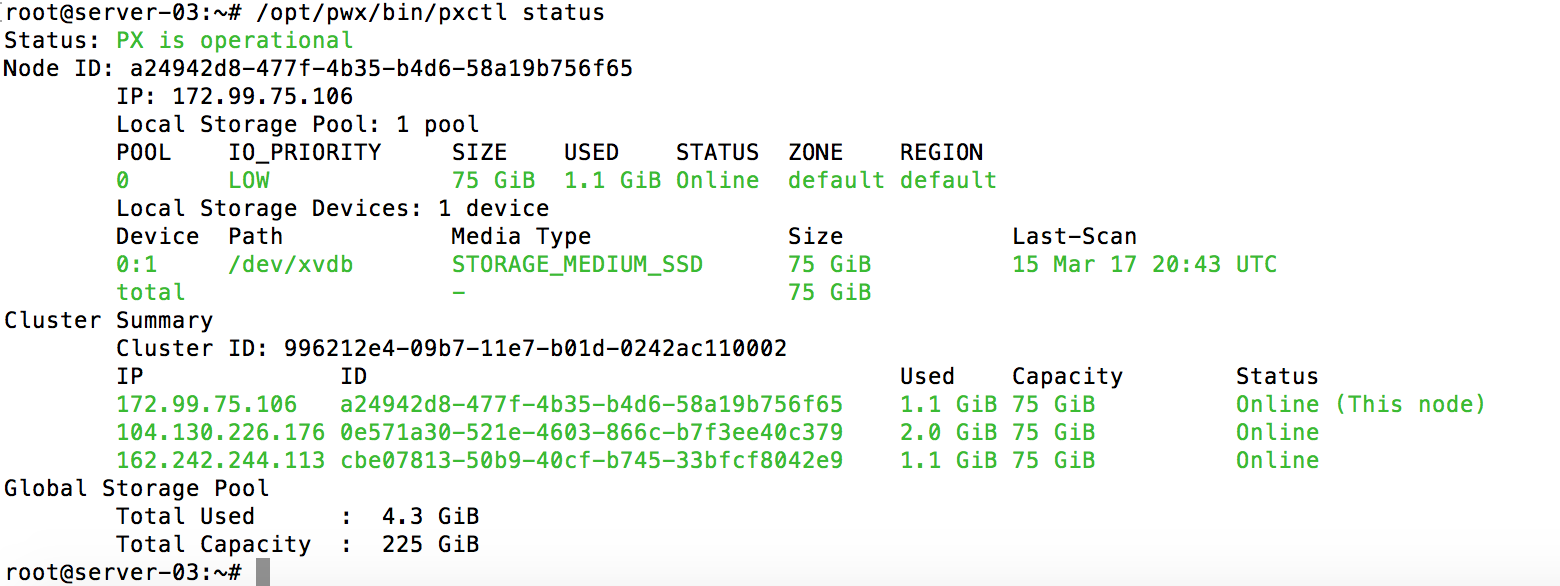 root@server-03:~# /opt/pwx/bin/pxctl status
Status: PX is operational
Node ID: a24942d8-477f-4b35-b4d6-58a19b756f65
IP: 172.99.75.106
Local Storage Pool: 1 pool
POOL IO_PRIORITY SIZE USED STATUS ZONE REGION
0 LOW 75 GiB 1.1 GiB Online default default
Local Storage Devices: 1 device
Device Path Media Type Size Last-Scan
0:1 /dev/xvdb STORAGE_MEDIUM_SSD 75 GiB 15 Mar 17 20:43 UTC
total - 75 GiB
Cluster Summary
Cluster ID: 996212e4-09b7-11e7-b01d-0242ac110002
IP ID Used Capacity Status
172.99.75.106 a24942d8-477f-4b35-b4d6-58a19b756f65 1.1 GiB 75 GiB Online (This node)
104.130.226.176 0e571a30-521e-4603-866c-b7f3ee40c379 2.0 GiB 75 GiB Online
162.242.244.113 cbe07813-50b9-40cf-b745-33bfcf8042e9 1.1 GiB 75 GiB Online
Global Storage Pool
Total Used : 4.3 GiB
Total Capacity : 225 GiB
root@server-03:~#